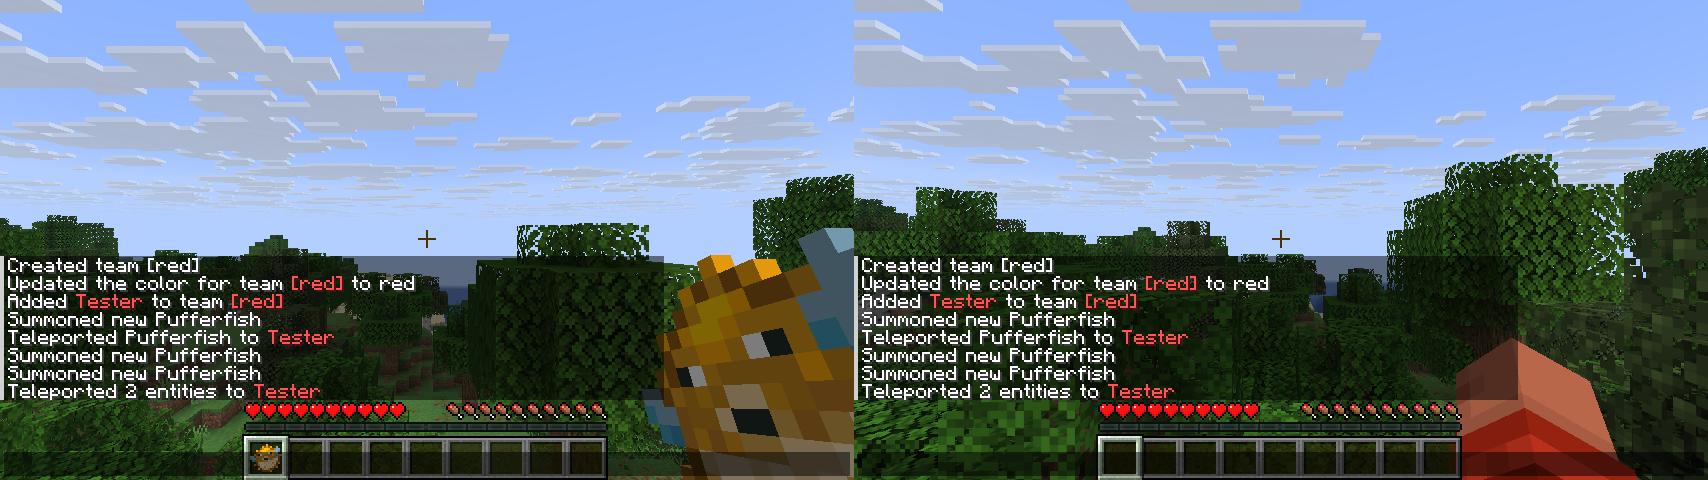 Created team [red]
Updated the color for team [red] to red
Added Tester to team [red]
Summoned new Pufferfish
Teleported Pufferfish to Tester
Summoned new Pufferfish
Summoned new Pufferfish
Teleported 2 entities to Tester
Created team [red]
Updated the color for team [red] to red
Added Tester to team [red]
Summoned new Pufferfish
Teleported Pufferfish to Tester
Summoned new Pufferfish
Summoned new Pufferfish
Teleported 2 entities to Tester